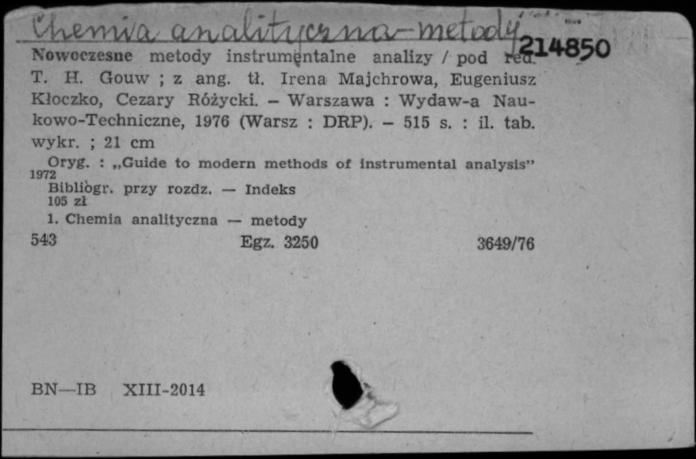 Chemia analityczna - metody
214850
Nowoczesne metody instrumentalne analizy / pod red.
T. H. Gouw ; z ang. tł. Irena Majchrowa, Eugeniusz
Kłoczko, Cezary Różycki. — Warszawa : Wydaw-a Nau-
kowo-Techniczne, 1976 (Warsz : DRP). — 515 s. : il. tab.
wykr. ; 21 cm
Oryg. : „Guide to modern methods of instrumental analysis”
1972
Bibliogr. przy rozdz. — Indeks
105 zł
1. Chemia analityczna — metody
543 Egz. 3250 3649/76
BN—IB XIII-2014